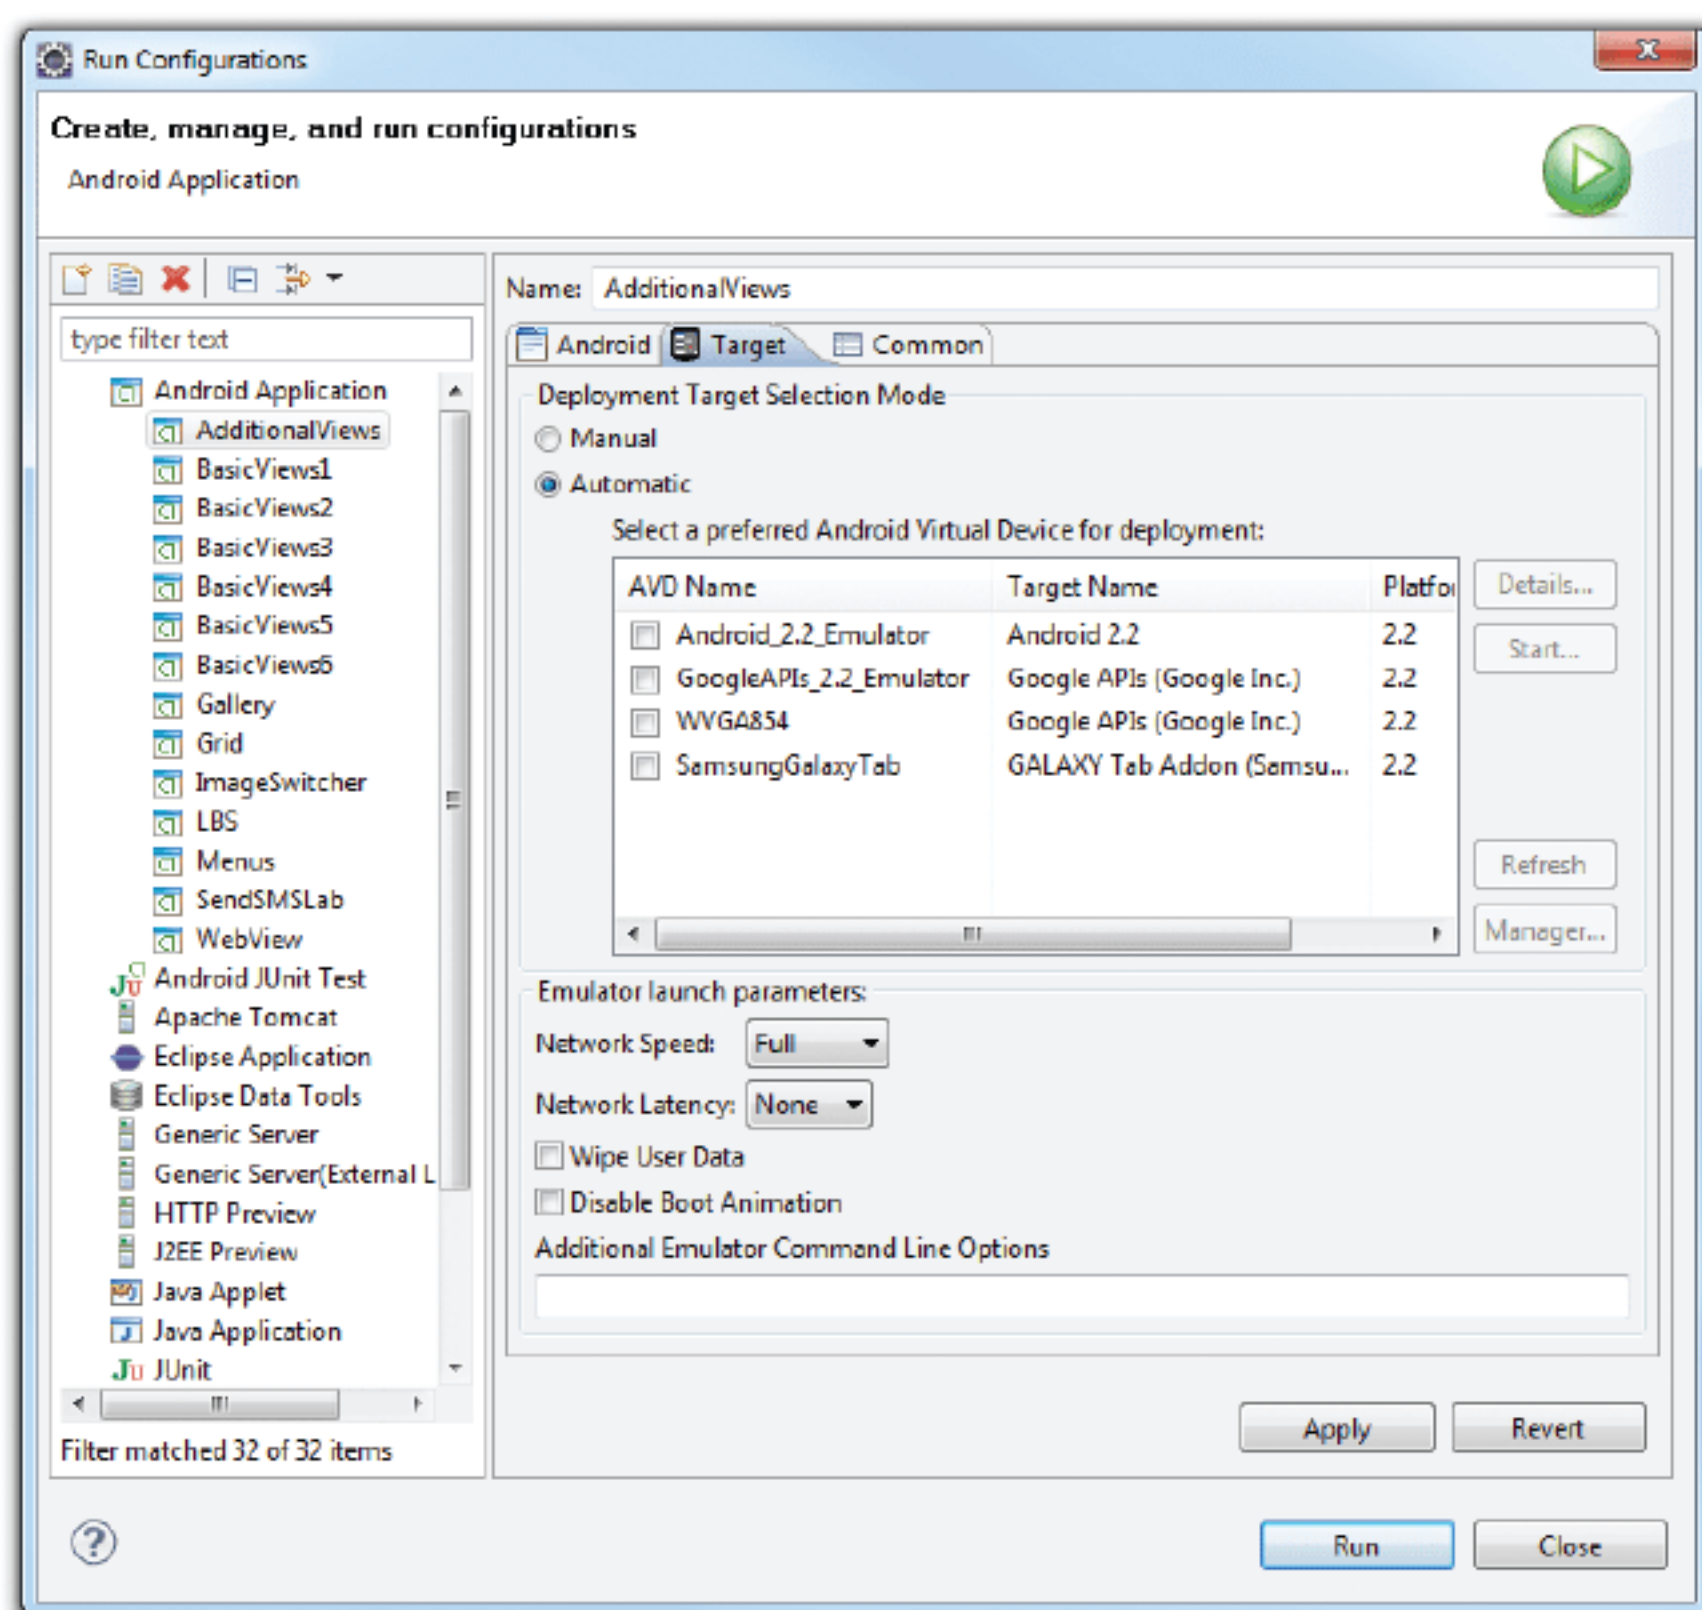 Run Configurations
Create, manage, and run configurations
Android Application
type filter text
Android Application
AdditionalViews
BasicViews1
BasicViews2
BasicViews3
BasicViews4
BasicViews5
BasicViews6
Gallery
Grid
ImageSwitcher
LBS
Menus
SendSMSLab
WebView
Android JUnit Test
Apache Tomcat
Eclipse Application
Eclipse Data Tools
Generic Server
Generic Server(External L
HTTP Preview
J2EE Preview
Java Applet
Java Application
JUnit
Filter matched 32 of 32 items
Name: AdditionalViews
Android Target Common
Deployment Target Selection Mode
Manual
Automatic
Select a preferred Android Virtual Device for deployment:
AVD Name Target Name Platfor
Android_2.2_Emulator Android 2.2 2.2
GoogleAPIs_2.2_Emulator Google APIs (Google Inc.) 2.2
WVGA854 Google APIs (Google Inc.) 2.2
SamsungGalaxyTab GALAXY Tab Addon (Samsu... 2.2
Details...
Start...
Refresh
Manager...
Emulator launch parameters:
Network Speed: Full
Network Latency: None
Wipe User Data
Disable Boot Animation
Additional Emulator Command Line Options
Apply Revert
Run Close